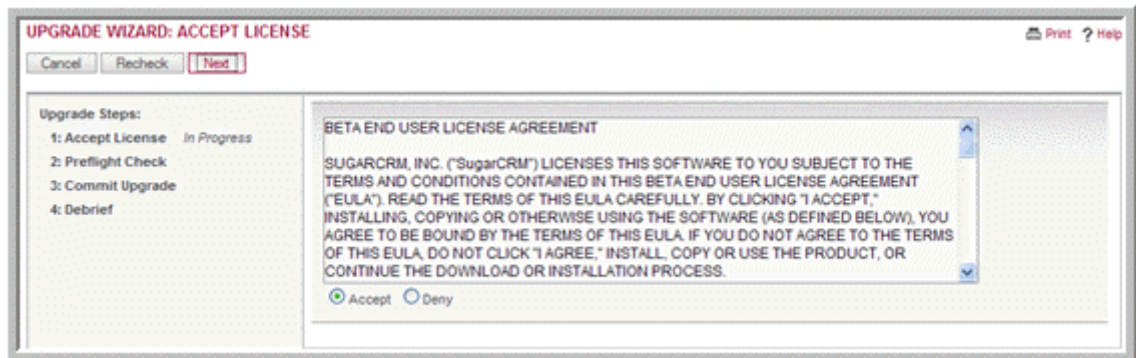 UPGRADE WIZARD: ACCEPT LICENSE
Print ? Help
Cancel Recheck Next
Upgrade Steps:
1: Accept License In Progress
2: Preflight Check
3: Commit Upgrade
4: Debrief
BETA END USER LICENSE AGREEMENT
SUGARCRM, INC. ("SugarCRM") LICENSES THIS SOFTWARE TO YOU SUBJECT TO THE
TERMS AND CONDITIONS CONTAINED IN THIS BETA END USER LICENSE AGREEMENT
("EULA"). READ THE TERMS OF THIS EULA CAREFULLY. BY CLICKING "I ACCEPT,"
INSTALLING, COPYING OR OTHERWISE USING THE SOFTWARE (AS DEFINED BELOW), YOU
AGREE TO BE BOUND BY THE TERMS OF THIS EULA. IF YOU DO NOT AGREE TO THE TERMS
OF THIS EULA, DO NOT CLICK "I AGREE," INSTALL, COPY OR USE THE PRODUCT, OR
CONTINUE THE DOWNLOAD OR INSTALLATION PROCESS.
Accept Deny